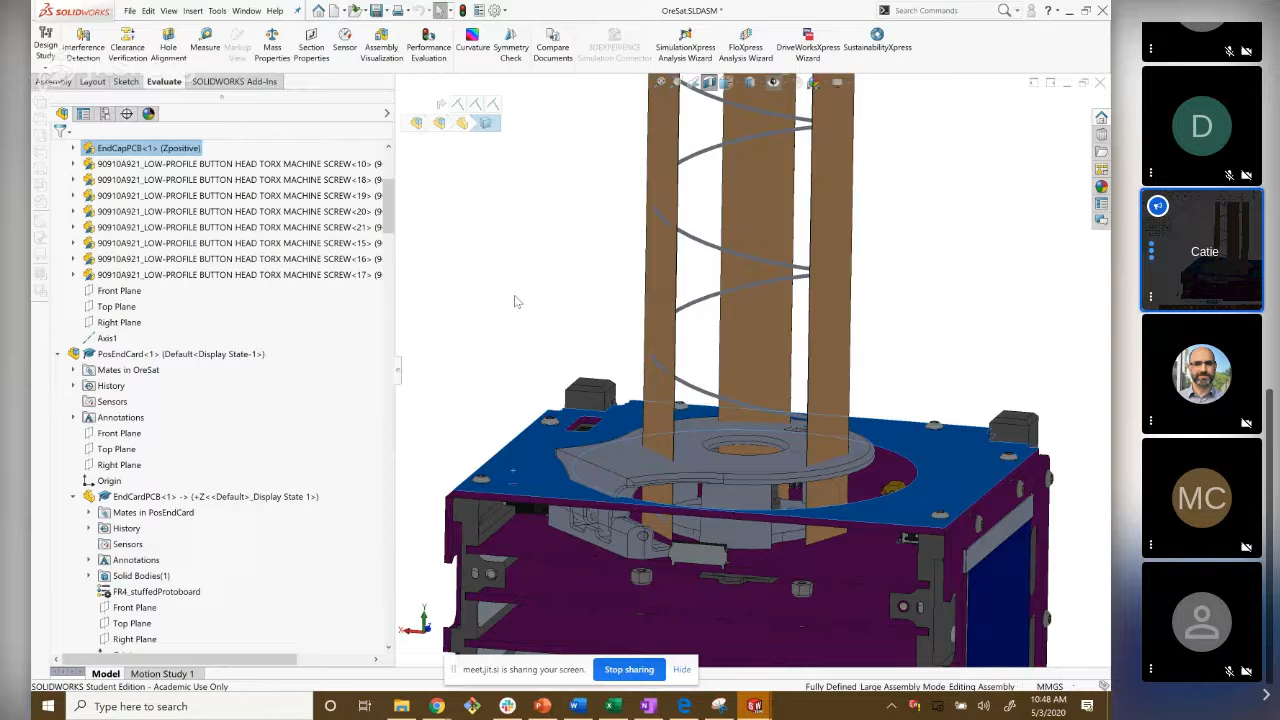 SOLIDWORKS
File Edit View Insert Tools Window Help
OreSat.SLDASM *
Search Commands
Design Study
Interference Detection
Clearance Verification
Hole Alignment
Measure
Markup View
Mass Properties
Section Properties
Sensor
Assembly Visualization
Performance Evaluation
Curvature
Symmetry Check
Compare Documents
3DEXPERIENCE Simulation Connector
SimulationXpress Analysis Wizard
FloXpress Analysis Wizard
DriveWorksXpress Wizard
SustainabilityXpress
Assembly Layout Sketch Evaluate SOLIDWORKS Add-Ins
EndCapPCB<1> (Zpositive)
90910A921_LOW-PROFILE BUTTON HEAD TORX MACHINE SCREW<10> (9
90910A921_LOW-PROFILE BUTTON HEAD TORX MACHINE SCREW<18> (9
90910A921_LOW-PROFILE BUTTON HEAD TORX MACHINE SCREW<19> (9
90910A921_LOW-PROFILE BUTTON HEAD TORX MACHINE SCREW<20> (9
90910A921_LOW-PROFILE BUTTON HEAD TORX MACHINE SCREW<21> (9
90910A921_LOW-PROFILE BUTTON HEAD TORX MACHINE SCREW<15> (9
90910A921_LOW-PROFILE BUTTON HEAD TORX MACHINE SCREW<16> (9
90910A921_LOW-PROFILE BUTTON HEAD TORX MACHINE SCREW<17> (9
Front Plane
Top Plane
Right Plane
Axis1
PosEndCard<1> (Default<Display State-1>)
Mates in OreSat
History
Sensors
Annotations
Front Plane
Top Plane
Right Plane
Origin
EndCardPCB<1> -> (+Z<<Default>_Display State 1>)
Mates in PosEndCard
History
Sensors
Annotations
Solid Bodies(1)
FR4_stuffedProtoboard
Front Plane
Top Plane
Right Plane
Y
X
Model Motion Study 1
meet.jit.si is sharing your screen. Stop sharing Hide
SOLIDWORKS Student Edition - Academic Use Only
Fully Defined Large Assembly Mode Editing Assembly MMGS
Type here to search
10:48 AM
5/3/2020
D
Catie
MC